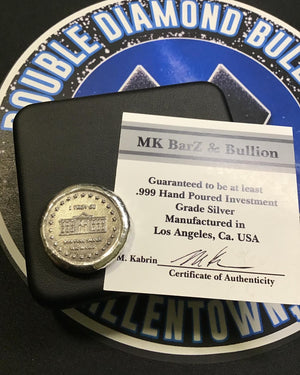 DOUBLE DIAMOND BUL
MK BarZ & Bullion
Guaranteed to be at least
.999 Hand Poured Investment
Grade Silver
Manufactured in
Los Angeles, Ca. USA
M. Kabrin
Certificate of Authenticity
LLENTOWN,